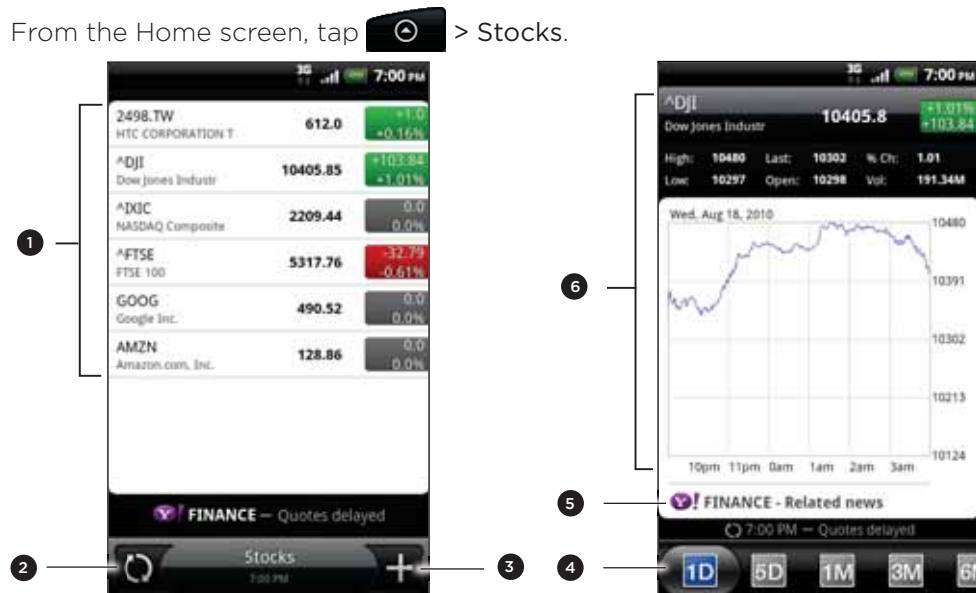 From the Home screen, tap > Stocks.
3G 7:00 PM
2498.TW 612.0 +1.0
HTC CORPORATION T +0.16%
^DJI 10405.85 +103.84
Dow Jones Industr +1.01%
^IXIC 2209.44 0.0
NASDAQ Composite 0.0%
^FTSE 5317.76 -32.79
FTSE 100 -0.61%
GOOG 490.52 0.0
Google Inc. 0.0%
AMZN 128.86 0.0
Amazon.com, Inc. 0.0%
1
Y! FINANCE — Quotes delayed
Stocks
7:00 PM
2
3
3G 7:00 PM
^DJI 10405.8 +1.01%
Dow Jones Industr +103.84
High: 10480 Last: 10302 % Ch: 1.01
Low: 10297 Open: 10298 Vol: 191.34M
Wed, Aug 18, 2010
10480
10391
10302
10213
10124
10pm 11pm 0am 1am 2am 3am
6
5
Y! FINANCE - Related news
7:00 PM — Quotes delayed
4
1D 5D 1M 3M